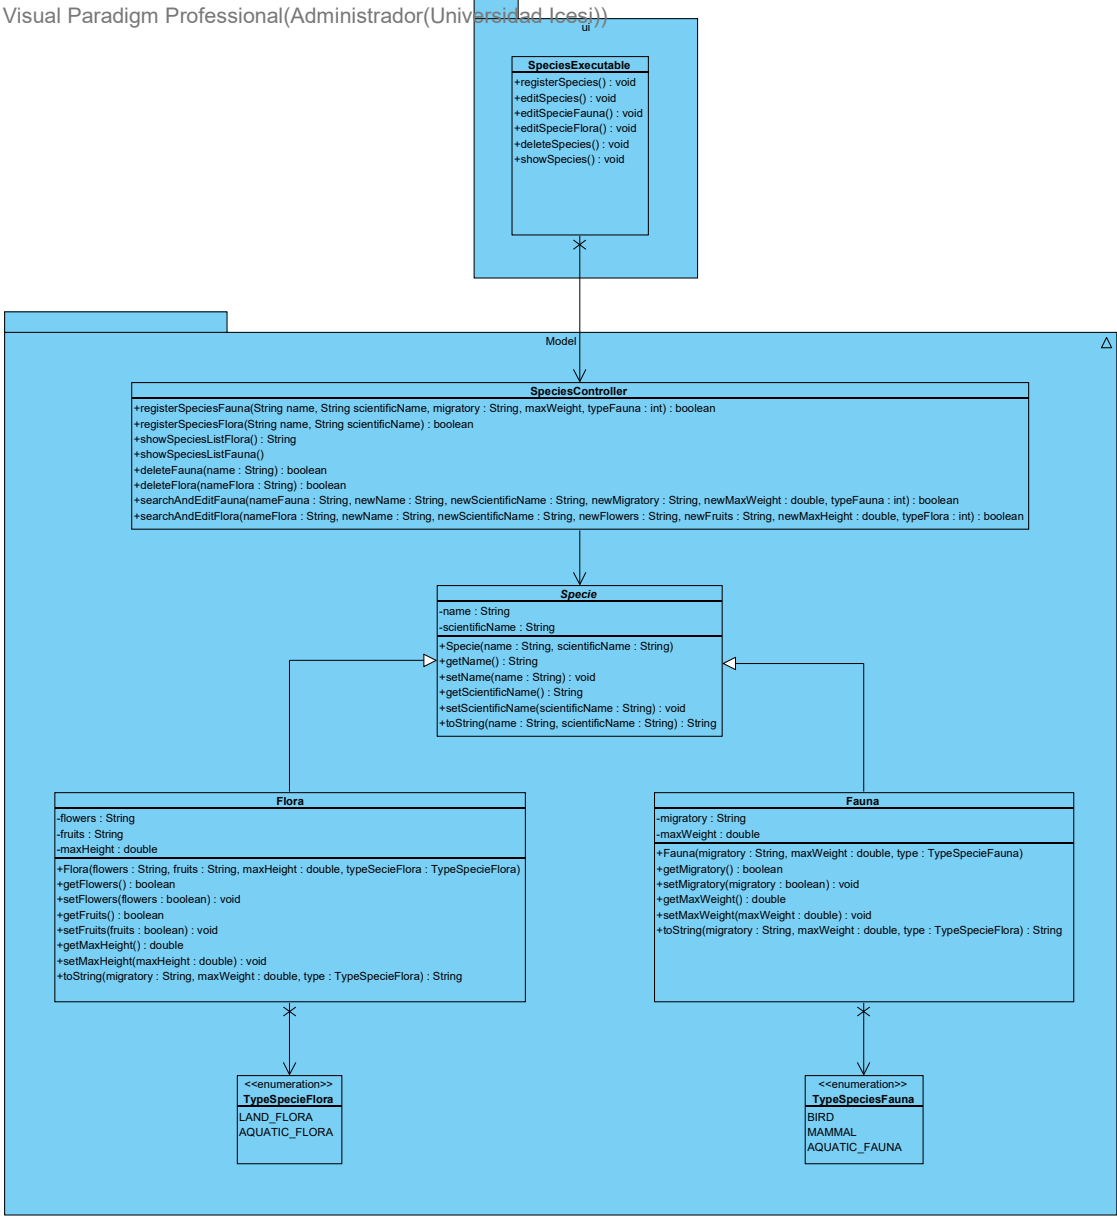 Visual Paradigm Professional(Administrador(Universidad Icesi))
ui
SpeciesExecutable
+registerSpecies() : void
+editSpecies() : void
+editSpecieFauna() : void
+editSpecieFlora() : void
+deleteSpecies() : void
+showSpecies() : void
Model
SpeciesController
+registerSpeciesFauna(String name, String scientificName, migratory : String, maxWeight, typeFauna : int) : boolean
+registerSpeciesFlora(String name, String scientificName) : boolean
+showSpeciesListFlora() : String
+showSpeciesListFauna()
+deleteFauna(name : String) : boolean
+deleteFlora(nameFlora : String) : boolean
+searchAndEditFauna(nameFauna : String, newName : String, newScientificName : String, newMigratory : String, newMaxWeight : double, typeFauna : int) : boolean
+searchAndEditFlora(nameFlora : String, newName : String, newScientificName : String, newFlowers : String, newFruits : String, newMaxHeight : double, typeFlora : int) : boolean
Specie
-name : String
-scientificName : String
+Specie(name : String, scientificName : String)
+getName() : String
+setName(name : String) : void
+getScientificName() : String
+setScientificName(scientificName : String) : void
+toString(name : String, scientificName : String) : String
Flora
-flowers : String
-fruits : String
-maxHeight : double
+Flora(flowers : String, fruits : String, maxHeight : double, typeSecieFlora : TypeSpecieFlora)
+getFlowers() : boolean
+setFlowers(flowers : boolean) : void
+getFruits() : boolean
+setFruits(fruits : boolean) : void
+getMaxHeight() : double
+setMaxHeight(maxHeight : double) : void
+toString(migratory : String, maxWeight : double, type : TypeSpecieFlora) : String
Fauna
-migratory : String
-maxWeight : double
+Fauna(migratory : String, maxWeight : double, type : TypeSpecieFauna)
+getMigratory() : boolean
+setMigratory(migratory : boolean) : void
+getMaxWeight() : double
+setMaxWeight(maxWeight : double) : void
+toString(migratory : String, maxWeight : double, type : TypeSpecieFlora) : String
<<enumeration>>
TypeSpecieFlora
LAND_FLORA
AQUATIC_FLORA
<<enumeration>>
TypeSpeciesFauna
BIRD
MAMMAL
AQUATIC_FAUNA